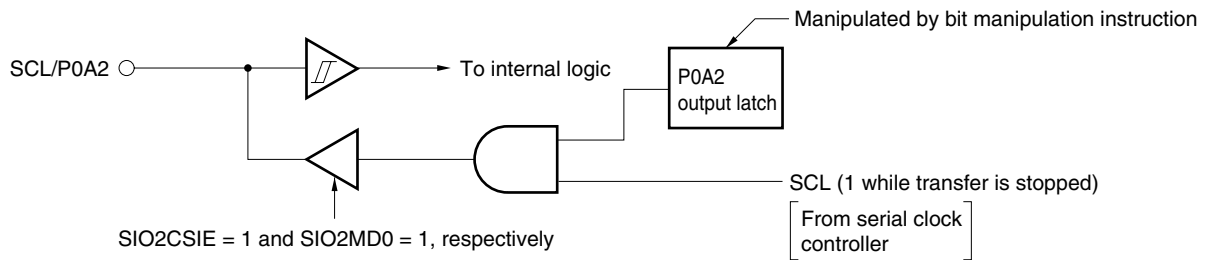 Manipulated by bit manipulation instruction
SCL/P0A2
To internal logic
P0A2
output latch
SCL (1 while transfer is stopped)
From serial clock
controller
SIO2CSIE = 1 and SIO2MD0 = 1, respectively